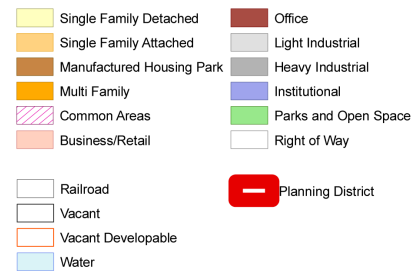 Single Family Detached
Single Family Attached
Manufactured Housing Park
Multi Family
Common Areas
Business/Retail
Office
Light Industrial
Heavy Industrial
Institutional
Parks and Open Space
Right of Way
Railroad
Vacant
Vacant Developable
Water
Planning District